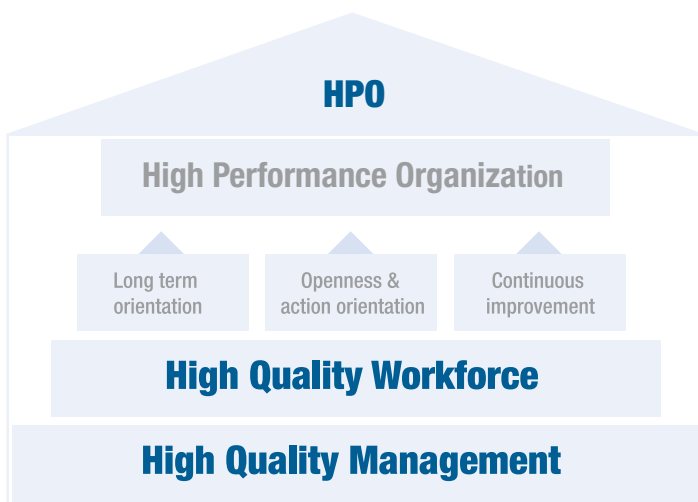 HPO
High Performance Organization
Long term
orientation
Openness &
action orientation
Continuous
improvement
High Quality Workforce
High Quality Management